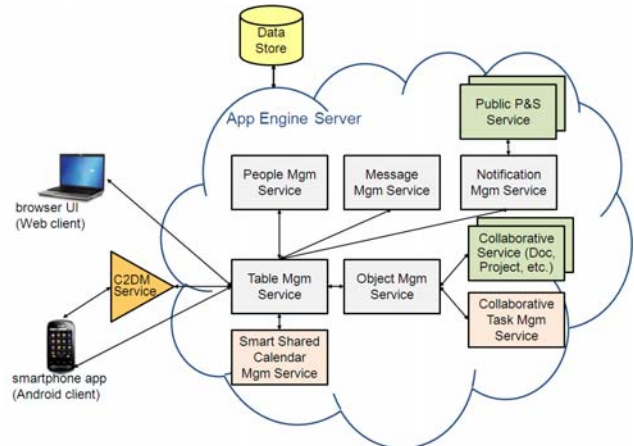 Data
Store
App Engine Server
Public P&S
Service
People Mgm
Service
Message
Mgm Service
Notification
Mgm Service
browser UI
(Web client)
Collaborative
Service (Doc,
Project, etc.)
C2DM
Service
Table Mgm
Service
Object Mgm
Service
Collaborative
Task Mgm
Service
Smart Shared
Calendar
Mgm Service
smartphone app
(Android client)